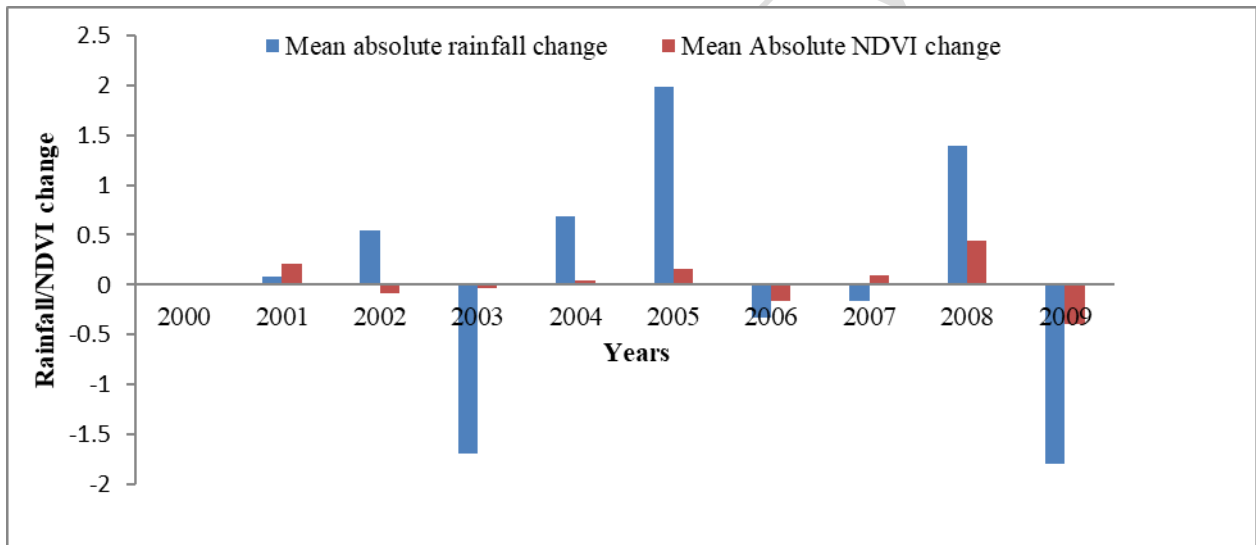 2.5
Mean absolute rainfall change Mean Absolute NDVI change
2
1.5
1
0.5
0
-0.5
-1
-1.5
-2
Rainfall/NDVI change
2000 2001 2002 2003 2004 2005 2006 2007 2008 2009
Years